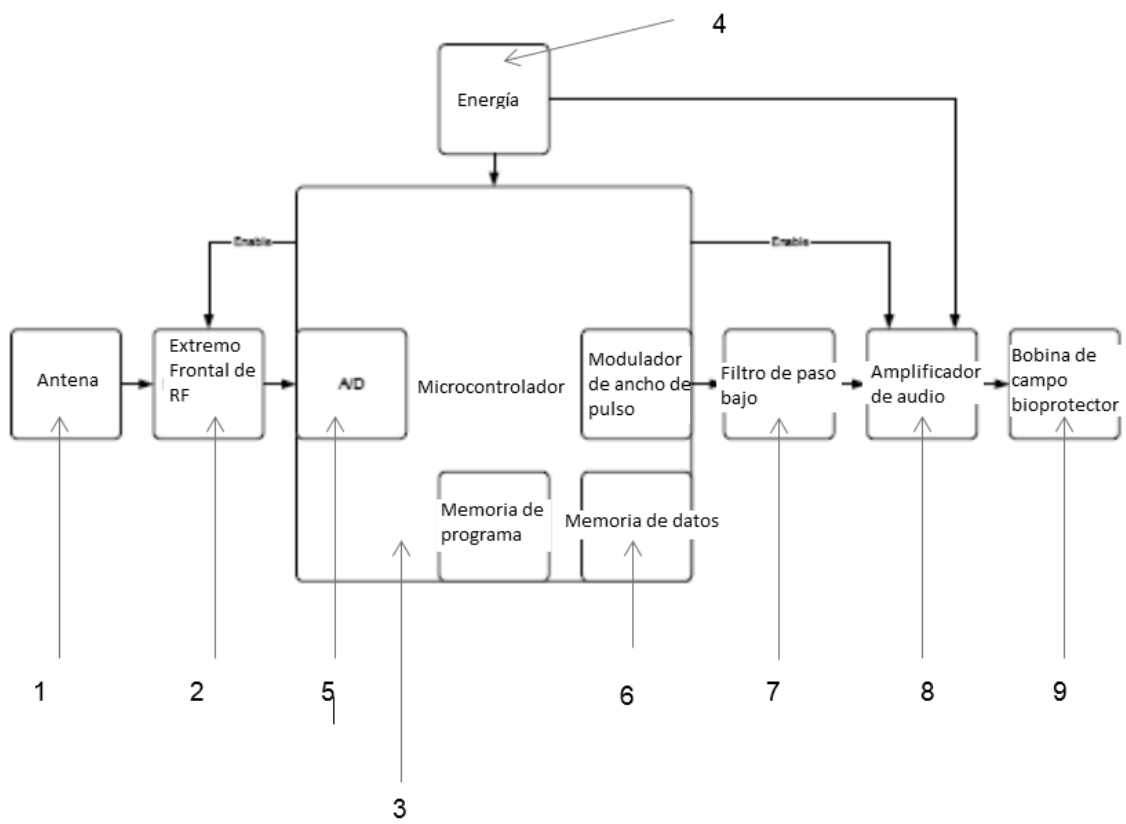 4
Energía
Enable
Enable
Antena
Extremo
Frontal de
RF
A/D
Microcontrolador
Modulador
de ancho de
pulso
Filtro de paso
bajo
Amplificador
de audio
Bobina de
campo
bioprotector
Memoria de
programa
Memoria de datos
1
2
5
6
7
8
9
3